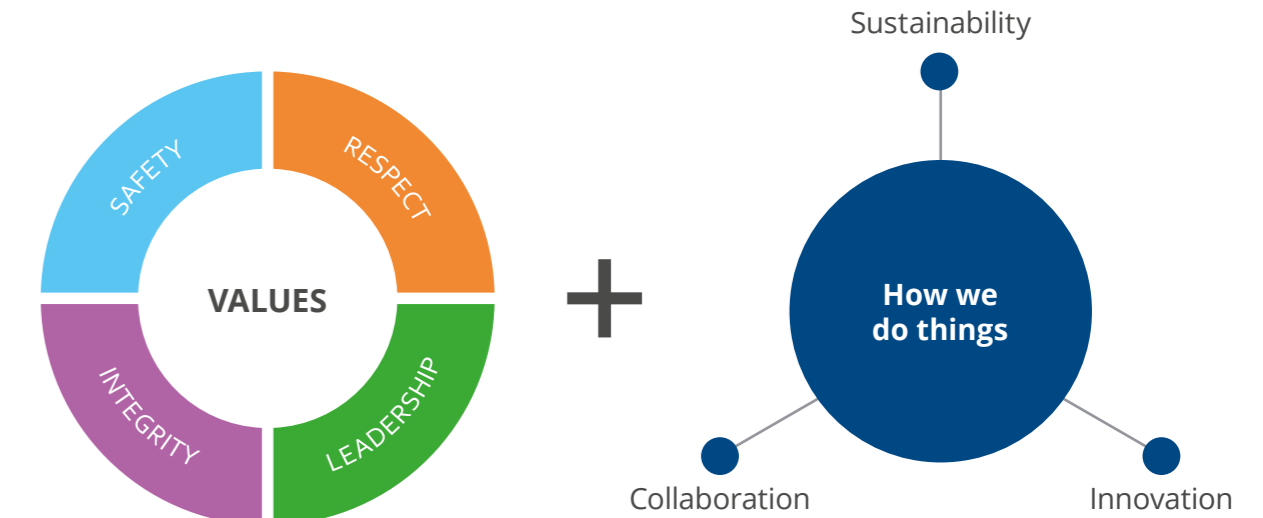 Sustainability
SAFETY
RESPECT
VALUES
+
How we
do things
INTEGRITY
LEADERSHIP
Collaboration
Innovation